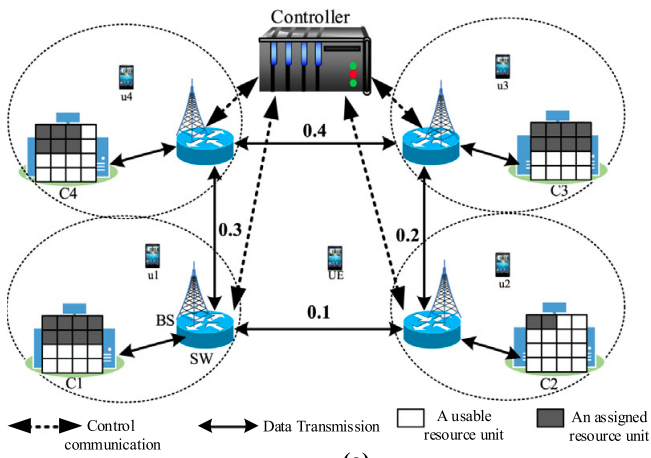 Controller
u4
u3
0.4
C4
C3
0.3
0.2
u1
UE
u2
BS
0.1
SW
C1
C2
Control communication
Data Transmission
A usable resource unit
An assigned resource unit